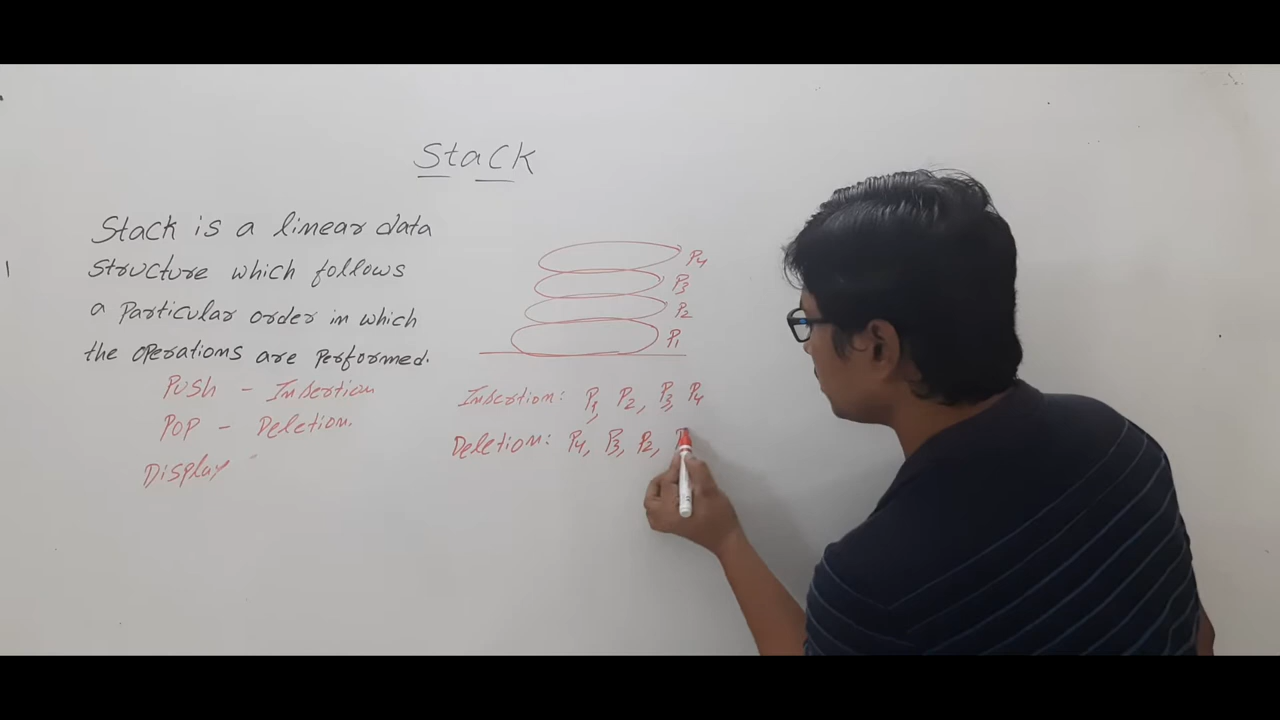 Stack
Stack is a linear data
structure which follows
a particular order in which
the operations are performed.
Push - Insertion
Pop - Deletion.
Display
P4
P3
P2
P1
Insertion: P1, P2, P3, P4
Deletion: P4, P3, P2,